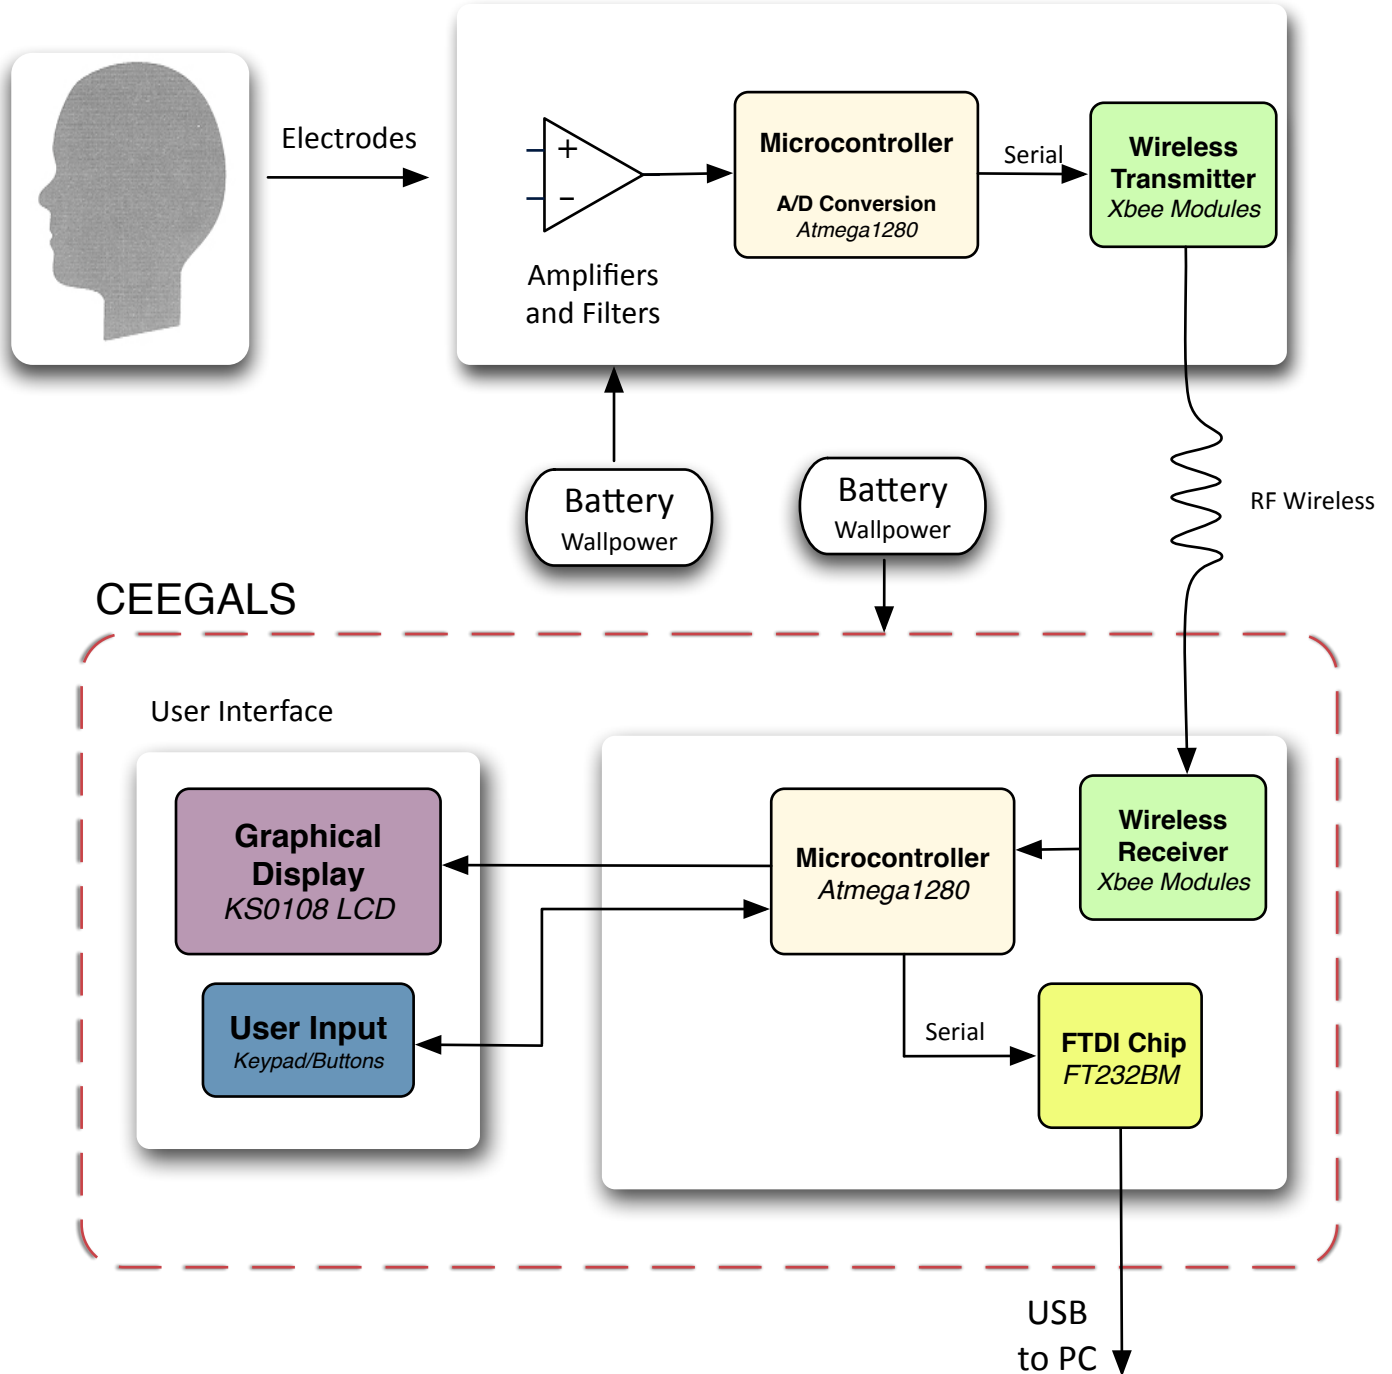 Electrodes
+
−
Amplifiers
and Filters
Microcontroller
A/D Conversion
Atmega1280
Serial
Wireless
Transmitter
Xbee Modules
Battery
Wallpower
Battery
Wallpower
RF Wireless
CEEGALS
User Interface
Graphical
Display
KS0108 LCD
User Input
Keypad/Buttons
Microcontroller
Atmega1280
Wireless
Receiver
Xbee Modules
Serial
FTDI Chip
FT232BM
USB
to PC